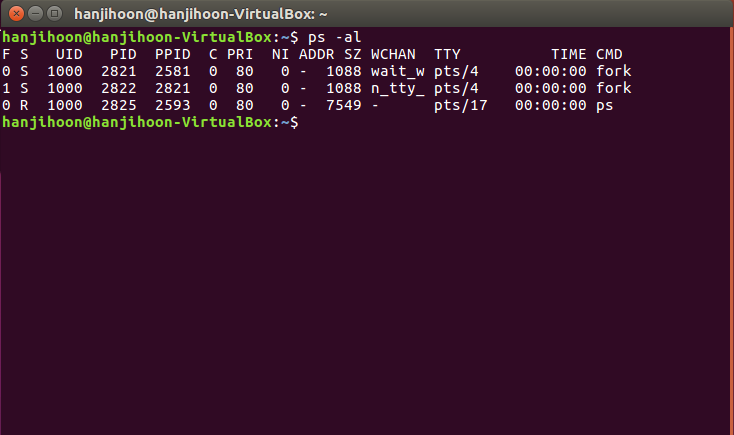 hanjihoon@hanjihoon-VirtualBox: ~
hanjihoon@hanjihoon-VirtualBox:~$ ps -al
F S   UID   PID  PPID  C PRI  NI ADDR SZ WCHAN  TTY          TIME CMD
0 S  1000  2821  2581  0  80   0 -  1088 wait_w pts/4    00:00:00 fork
1 S  1000  2822  2821  0  80   0 -  1088 n_tty_ pts/4    00:00:00 fork
0 R  1000  2825  2593  0  80   0 -  7549 -      pts/17   00:00:00 ps
hanjihoon@hanjihoon-VirtualBox:~$